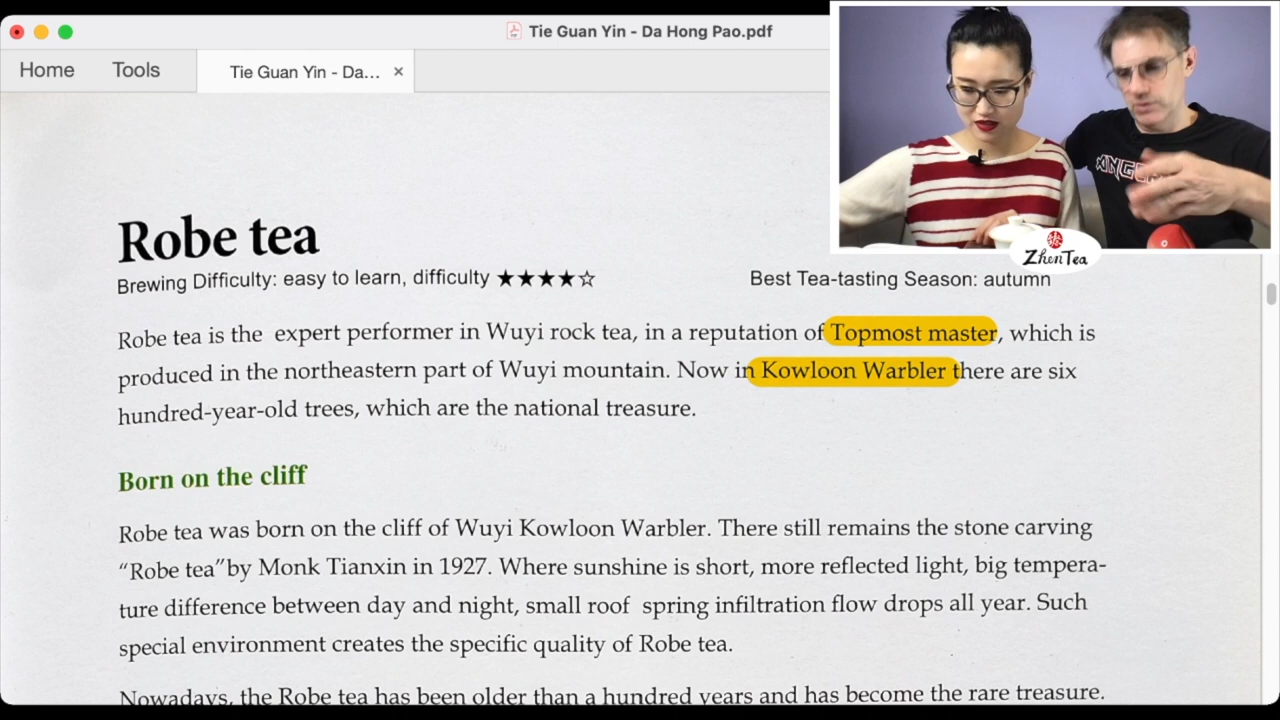 Tie Guan Yin - Da Hong Pao.pdf
Home Tools Tie Guan Yin - Da... ×
ZhenTea
Robe tea
Brewing Difficulty: easy to learn, difficulty ★★★★☆ Best Tea-tasting Season: autumn
Robe tea is the expert performer in Wuyi rock tea, in a reputation of Topmost master, which is
produced in the northeastern part of Wuyi mountain. Now in Kowloon Warbler there are six
hundred-year-old trees, which are the national treasure.
Born on the cliff
Robe tea was born on the cliff of Wuyi Kowloon Warbler. There still remains the stone carving
“Robe tea”by Monk Tianxin in 1927. Where sunshine is short, more reflected light, big tempera-
ture difference between day and night, small roof spring infiltration flow drops all year. Such
special environment creates the specific quality of Robe tea.
Nowadays, the Robe tea has been older than a hundred years and has become the rare treasure.